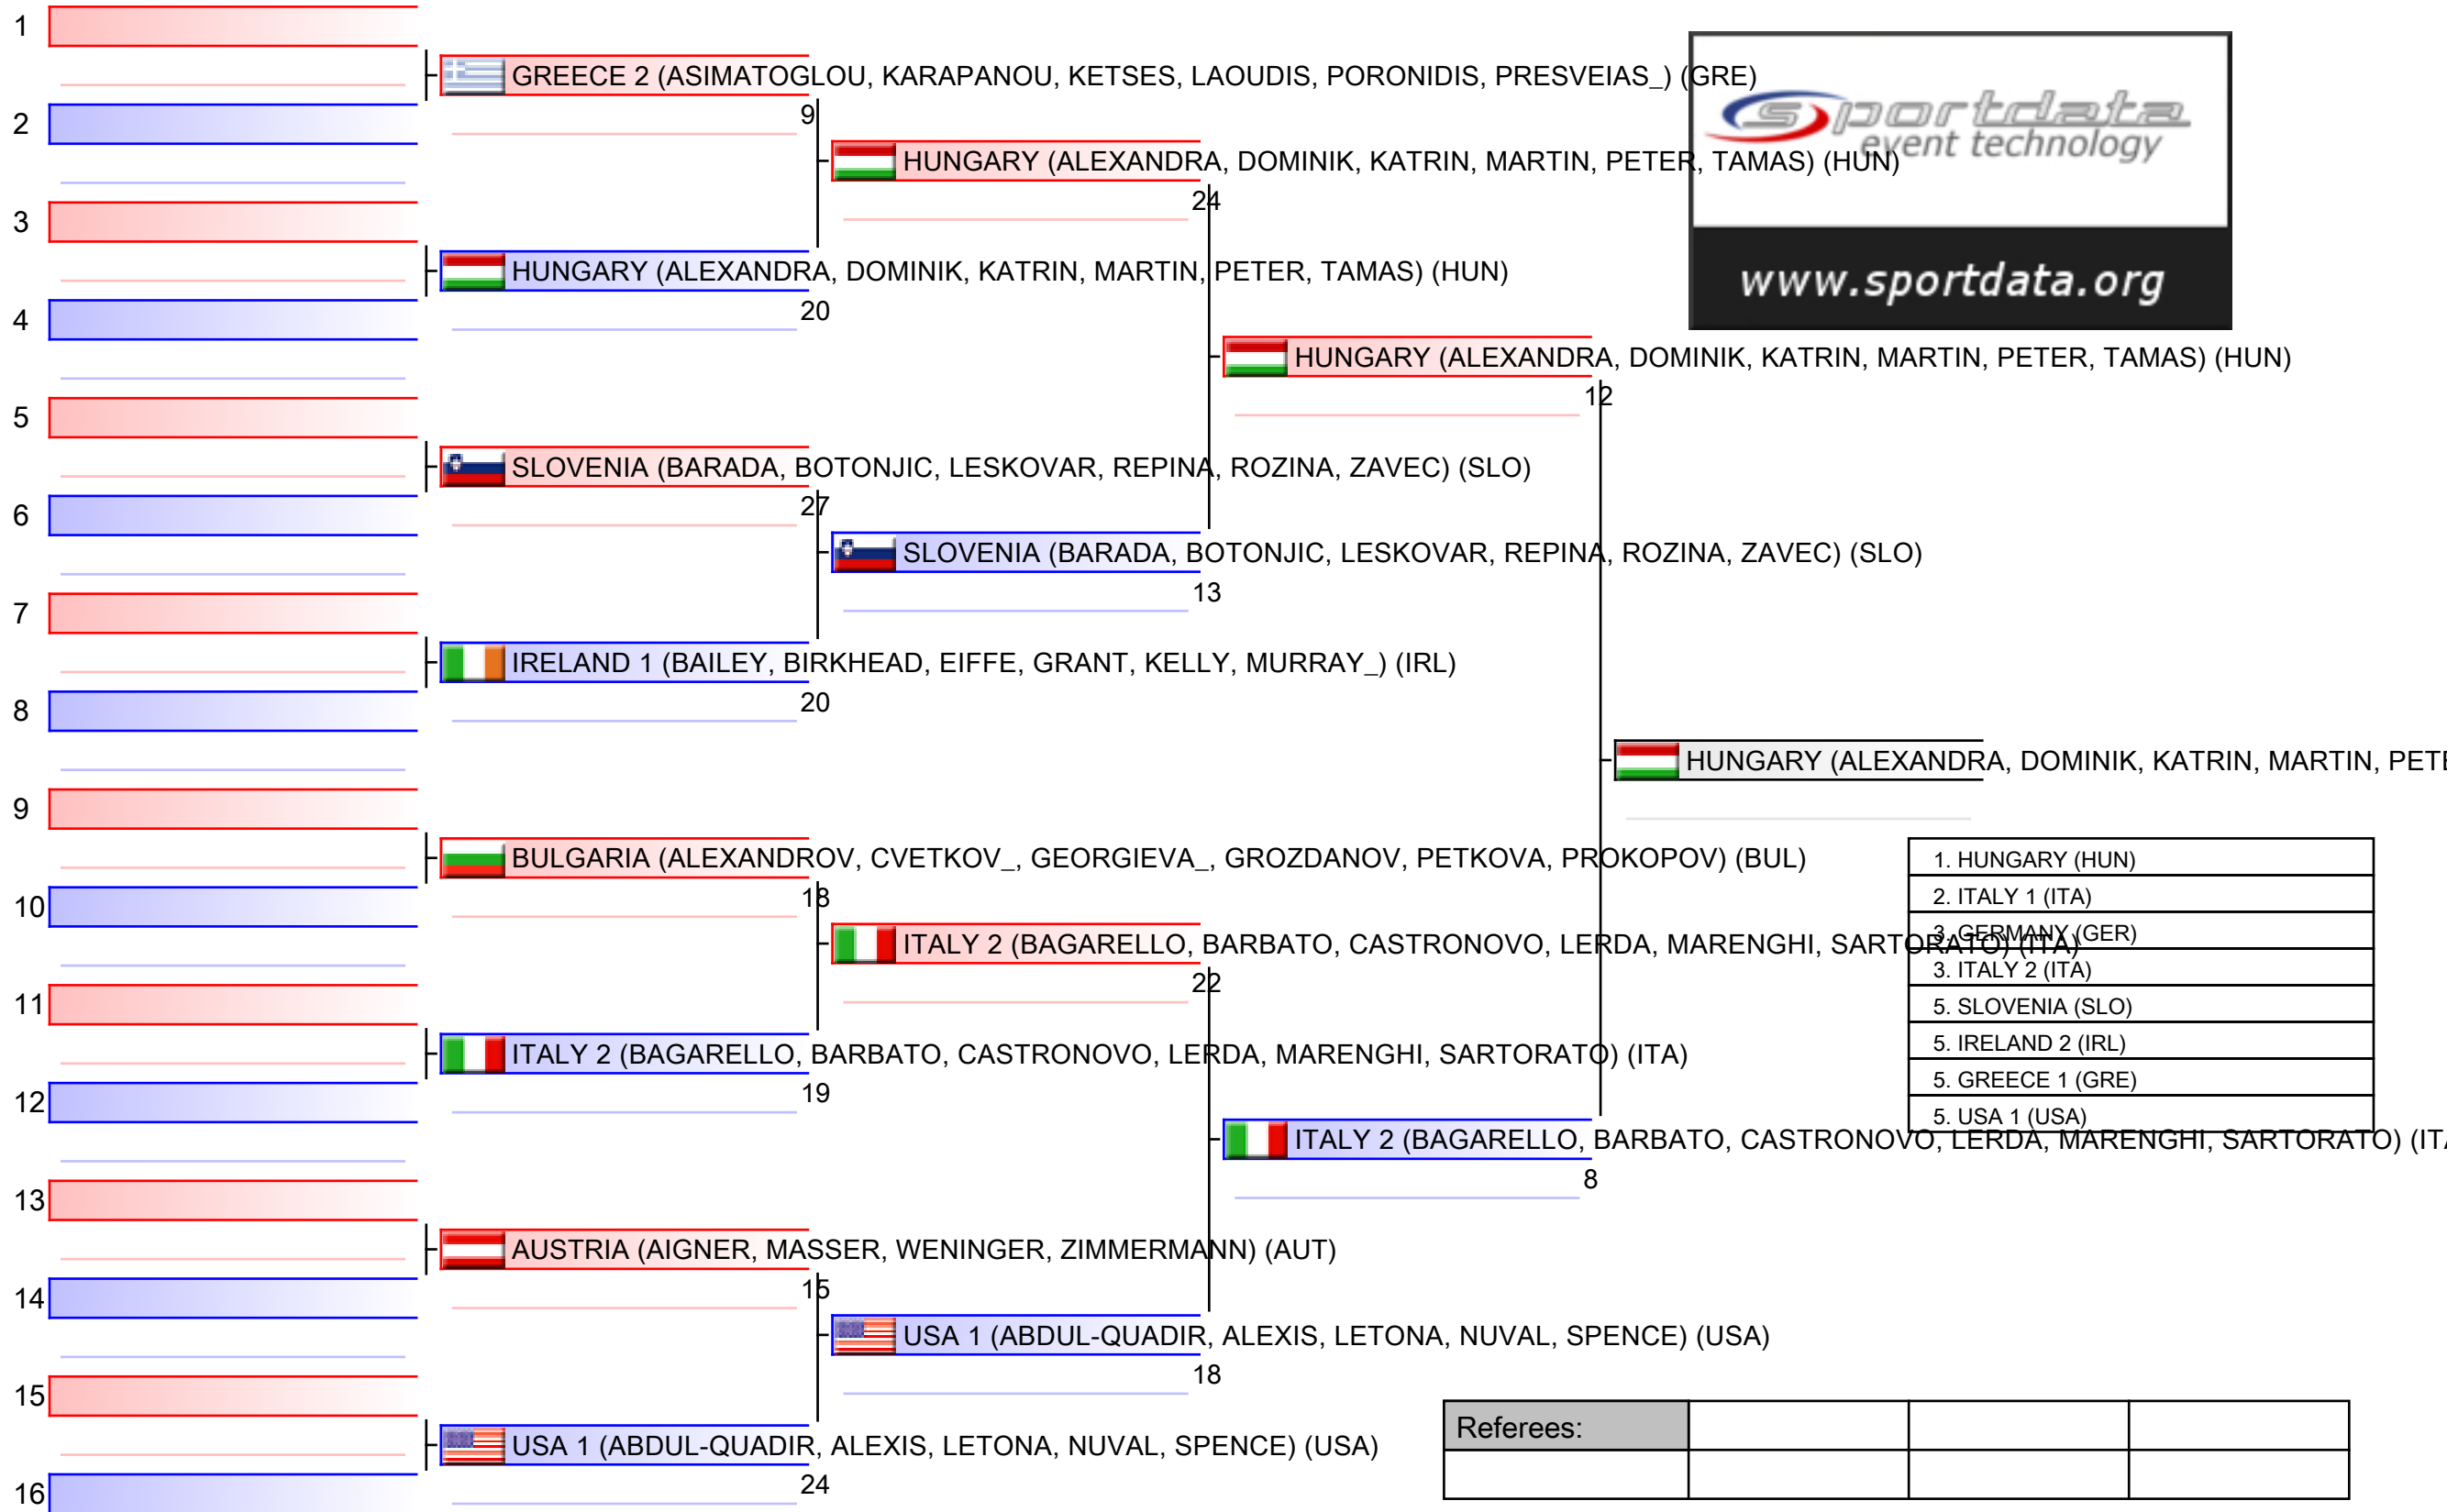 1
GREECE 2 (ASIMATOGLOU, KARAPANOU, KETSES, LAOUDIS, PORONIDIS, PRESVEIAS_) (GRE)
9
2
sportdata
event technology
www.sportdata.org
HUNGARY (ALEXANDRA, DOMINIK, KATRIN, MARTIN, PETER, TAMAS) (HUN)
24
3
HUNGARY (ALEXANDRA, DOMINIK, KATRIN, MARTIN, PETER, TAMAS) (HUN)
20
4
HUNGARY (ALEXANDRA, DOMINIK, KATRIN, MARTIN, PETER, TAMAS) (HUN)
12
5
SLOVENIA (BARADA, BOTONJIC, LESKOVAR, REPINA, ROZINA, ZAVEC) (SLO)
27
6
SLOVENIA (BARADA, BOTONJIC, LESKOVAR, REPINA, ROZINA, ZAVEC) (SLO)
13
7
IRELAND 1 (BAILEY, BIRKHEAD, EIFFE, GRANT, KELLY, MURRAY_) (IRL)
20
8
HUNGARY (ALEXANDRA, DOMINIK, KATRIN, MARTIN, PETE
9
BULGARIA (ALEXANDROV, CVETKOV_, GEORGIEVA_, GROZDANOV, PETKOVA, PROKOPOV) (BUL)
18
10
ITALY 2 (BAGARELLO, BARBATO, CASTRONOVO, LERDA, MARENGHI, SARTORATO) (ITA)
22
11
ITALY 2 (BAGARELLO, BARBATO, CASTRONOVO, LERDA, MARENGHI, SARTORATO) (ITA)
19
12
1. HUNGARY (HUN)
2. ITALY 1 (ITA)
3. GERMANY (GER)
3. ITALY 2 (ITA)
5. SLOVENIA (SLO)
5. IRELAND 2 (IRL)
5. GREECE 1 (GRE)
5. USA 1 (USA)
ITALY 2 (BAGARELLO, BARBATO, CASTRONOVO, LERDA, MARENGHI, SARTORATO) (ITA
8
13
AUSTRIA (AIGNER, MASSER, WENINGER, ZIMMERMANN) (AUT)
15
14
USA 1 (ABDUL-QUADIR, ALEXIS, LETONA, NUVAL, SPENCE) (USA)
18
15
USA 1 (ABDUL-QUADIR, ALEXIS, LETONA, NUVAL, SPENCE) (USA)
24
16
Referees: